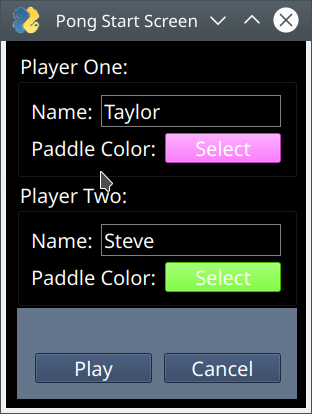 Pong Start Screen
Player One:
Name: Taylor
Paddle Color: Select
Player Two:
Name: Steve
Paddle Color: Select
Play Cancel